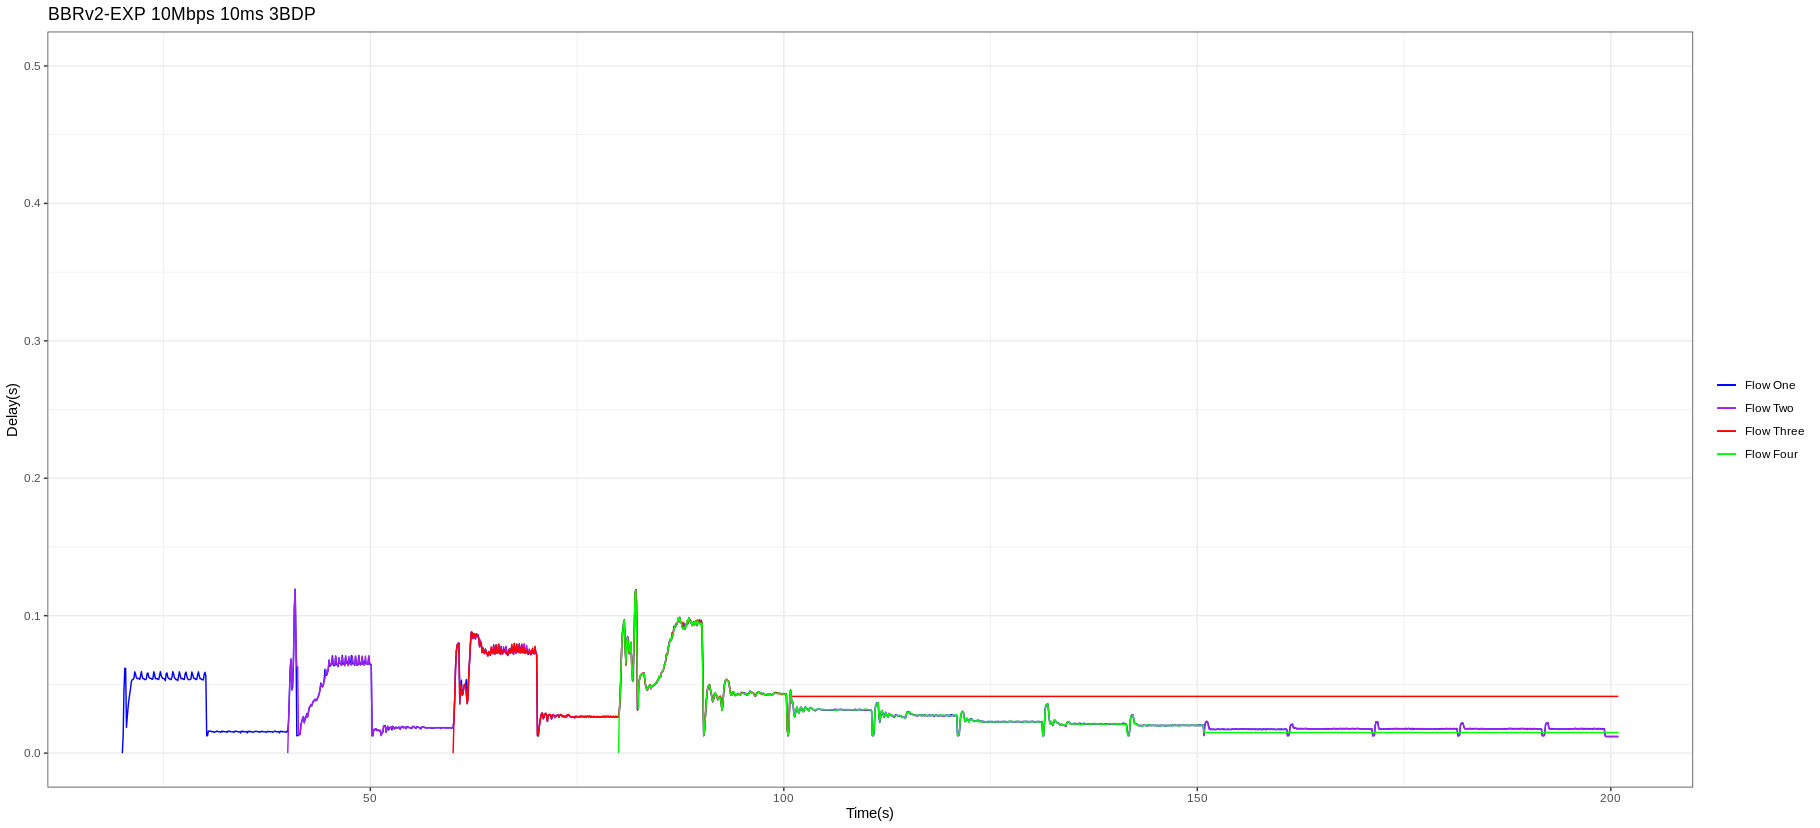 BBRv2-EXP 10Mbps 10ms 3BDP
0.5
0.4
0.3
0.2
0.1
0.0
Delay(s)
50
100
150
200
Time(s)
Flow One
Flow Two
Flow Three
Flow Four